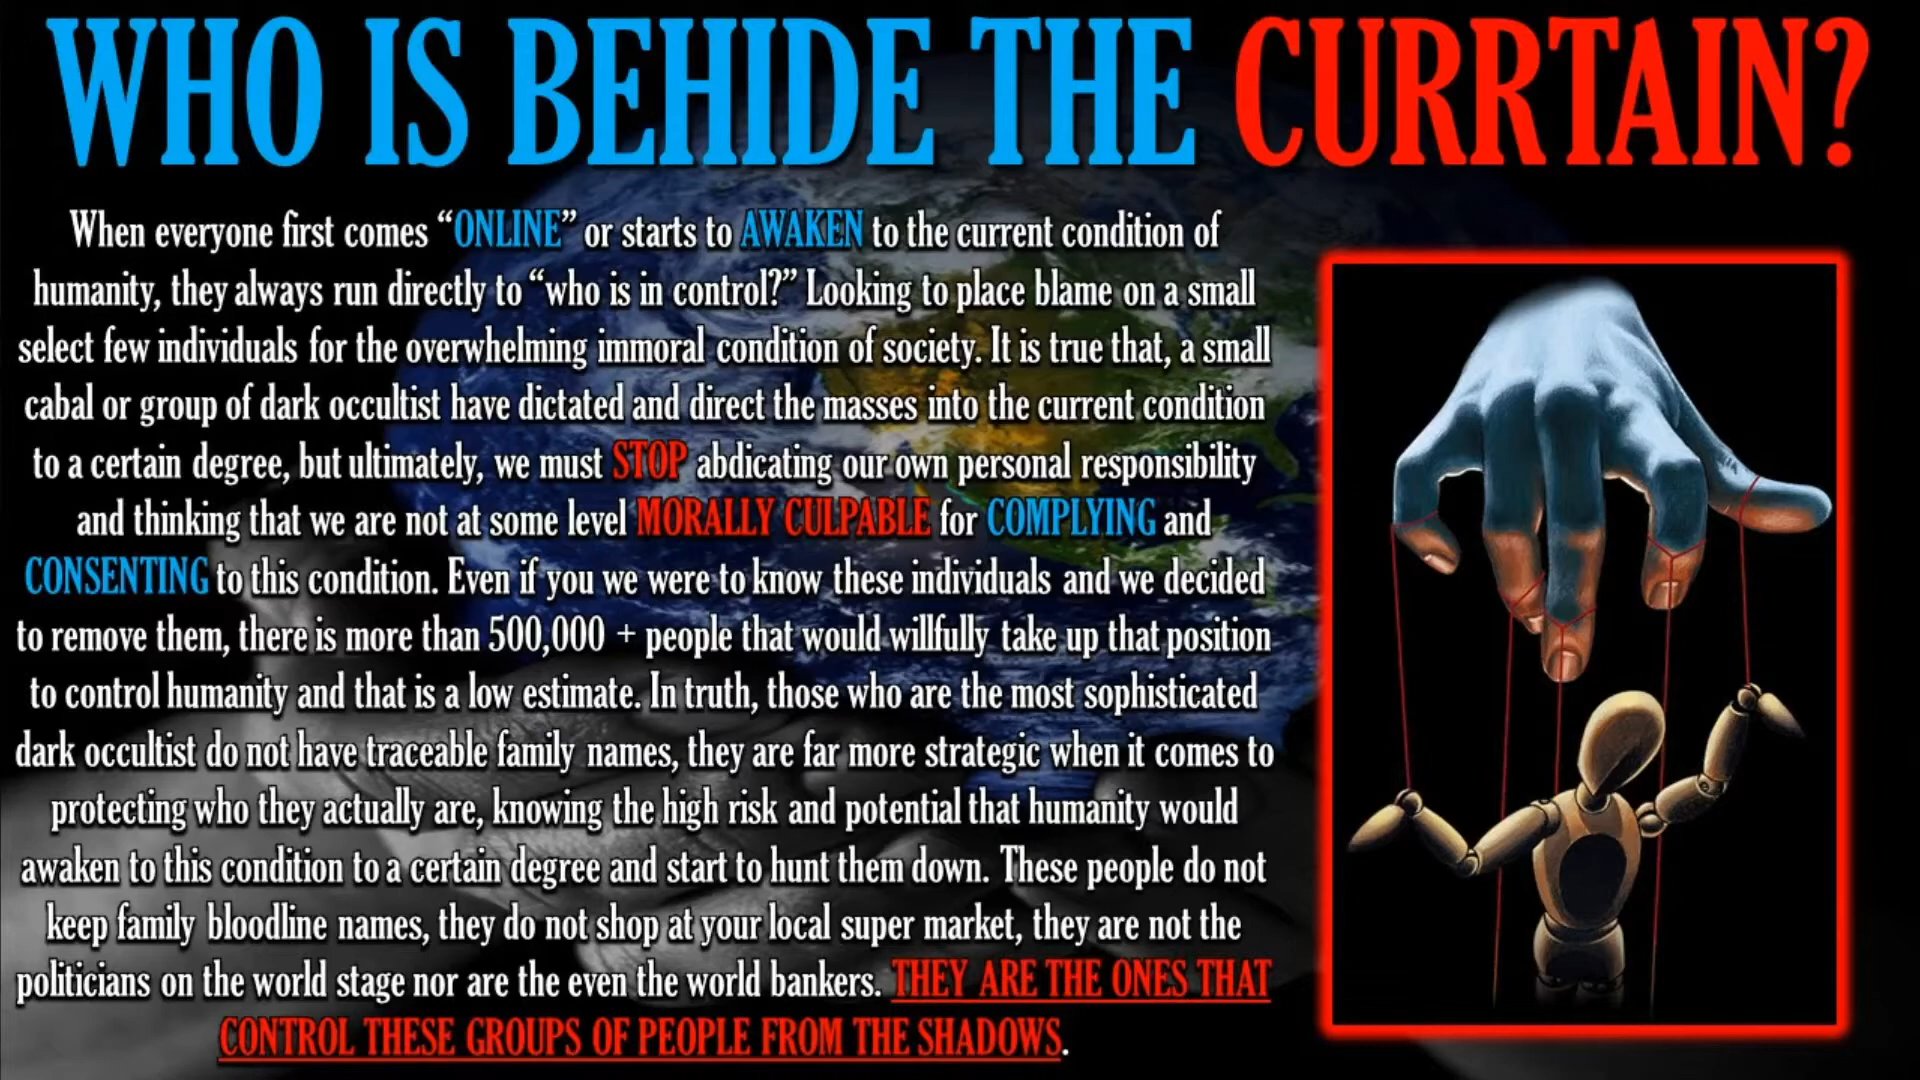 WHO IS BEHIDE THE CURRTAIN?
When everyone first comes “ONLINE” or starts to AWAKEN to the current condition of
humanity, they always run directly to “who is in control?” Looking to place blame on a small
select few individuals for the overwhelming immoral condition of society. It is true that, a small
cabal or group of dark occultist have dictated and direct the masses into the current condition
to a certain degree, but ultimately, we must STOP abdicating our own personal responsibility
and thinking that we are not at some level MORALLY CULPABLE for COMPLYING and
CONSENTING to this condition. Even if you we were to know these individuals and we decided
to remove them, there is more than 500,000 + people that would willfully take up that position
to control humanity and that is a low estimate. In truth, those who are the most sophisticated
dark occultist do not have traceable family names, they are far more strategic when it comes to
protecting who they actually are, knowing the high risk and potential that humanity would
awaken to this condition to a certain degree and start to hunt them down. These people do not
keep family bloodline names, they do not shop at your local super market, they are not the
politicians on the world stage nor are the even the world bankers. THEY ARE THE ONES THAT
CONTROL THESE GROUPS OF PEOPLE FROM THE SHADOWS.